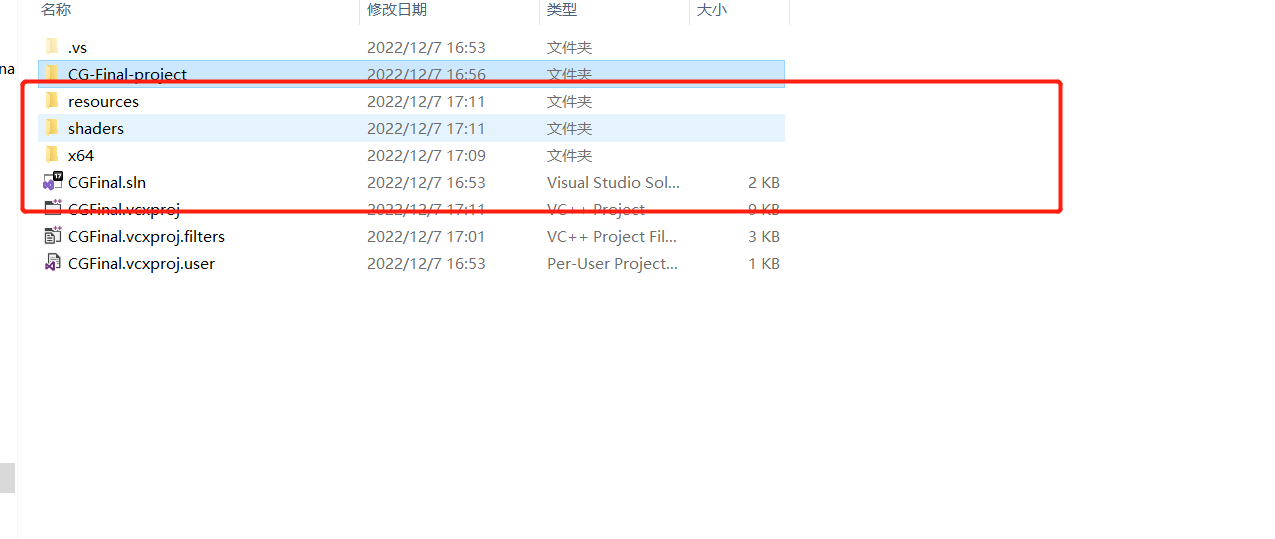 名称 修改日期 类型 大小
.vs 2022/12/7 16:53 文件夹
na
CG-Final-project 2022/12/7 16:56 文件夹
resources 2022/12/7 17:11 文件夹
shaders 2022/12/7 17:11 文件夹
x64 2022/12/7 17:09 文件夹
CGFinal.sln 2022/12/7 16:53 Visual Studio Sol... 2 KB
CGFinal.vcxproj 2022/12/7 17:11 VC++ Project 9 KB
CGFinal.vcxproj.filters 2022/12/7 17:01 VC++ Project Fil... 3 KB
CGFinal.vcxproj.user 2022/12/7 16:53 Per-User Project... 1 KB